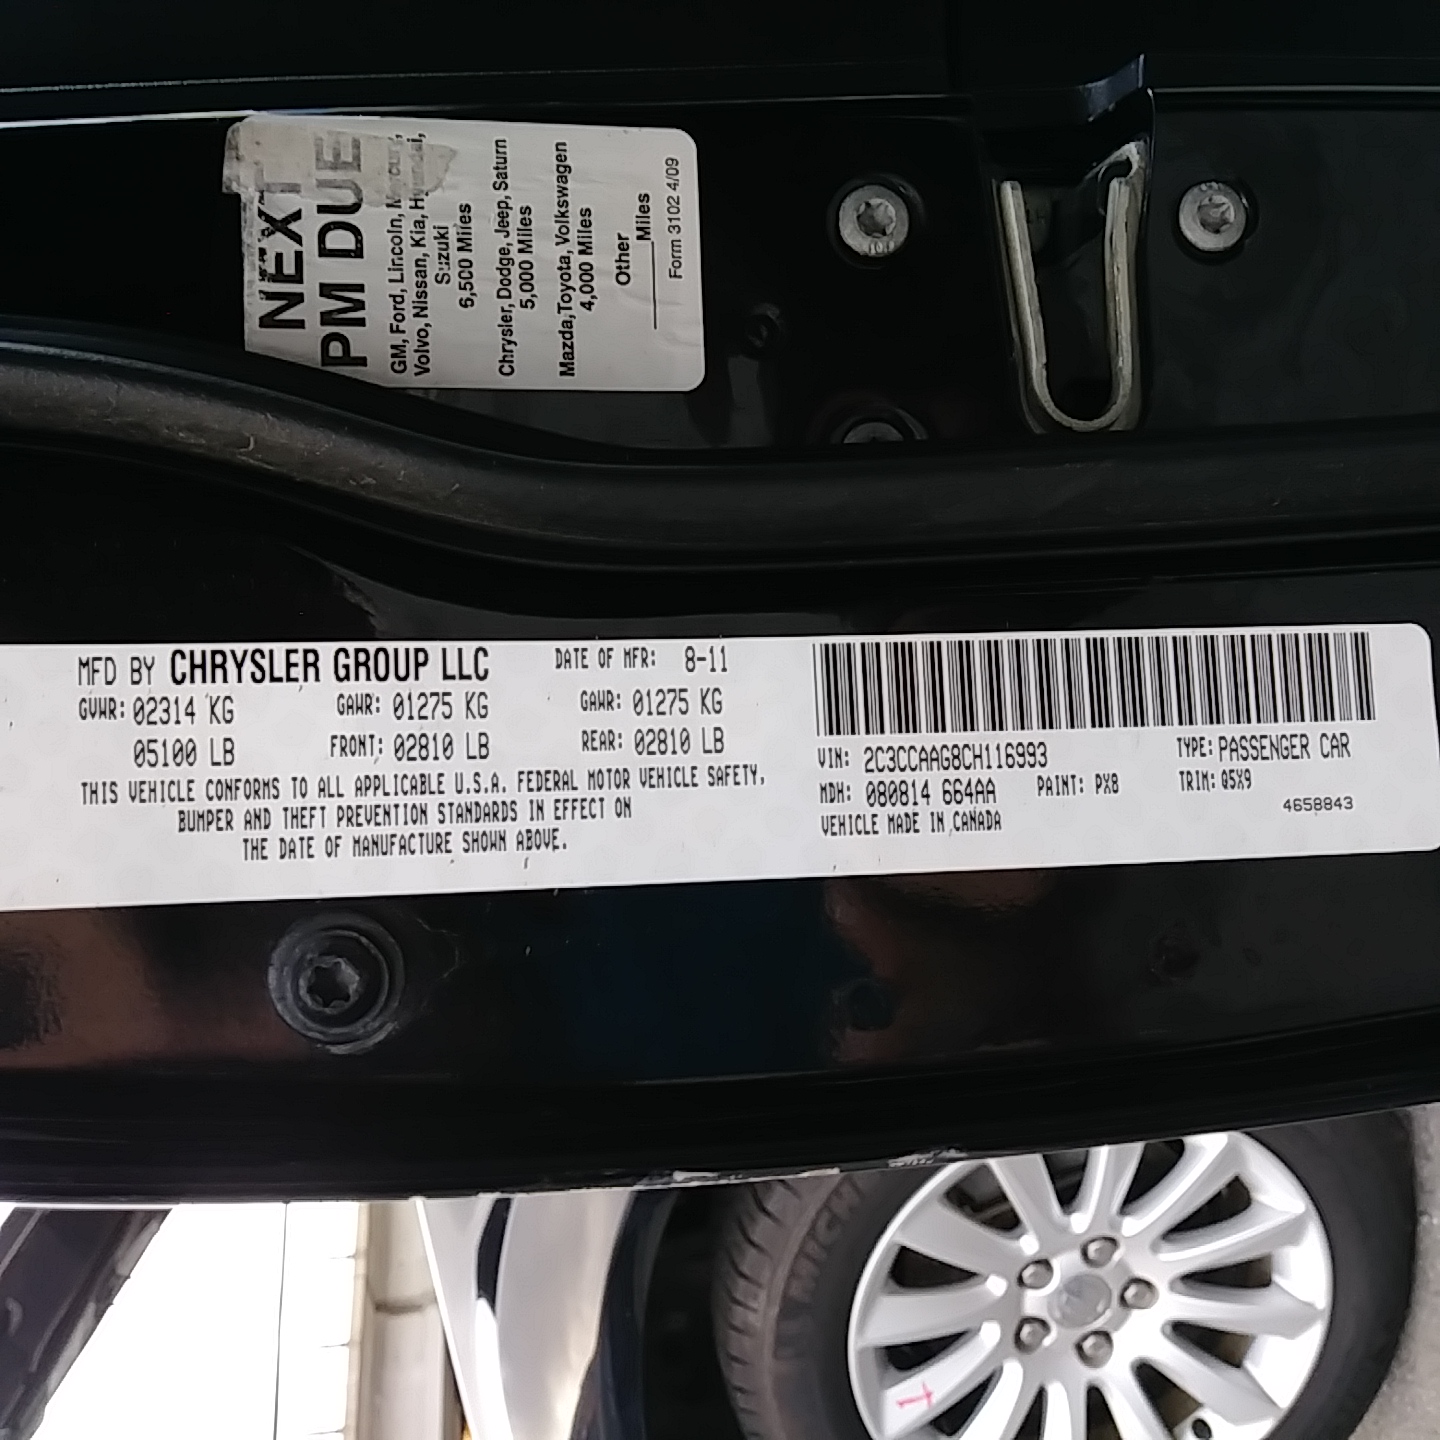 NEXT
PM DUE
GM, Ford, Lincoln, Mercury,
Volvo, Nissan, Kia, Hyundai,
Suzuki
6,500 Miles
Chrysler, Dodge, Jeep, Saturn
5,000 Miles
Mazda, Toyota, Volkswagen
4,000 Miles
Other
Miles
Form 3102 4/09
MFD BY CHRYSLER GROUP LLC DATE OF MFR: 8-11
GVWR: 02314 KG GAWR: 01275 KG GAWR: 01275 KG
05100 LB FRONT: 02810 LB REAR: 02810 LB
THIS VEHICLE CONFORMS TO ALL APPLICABLE U.S.A. FEDERAL MOTOR VEHICLE SAFETY,
BUMPER AND THEFT PREVENTION STANDARDS IN EFFECT ON
THE DATE OF MANUFACTURE SHOWN ABOVE.
VIN: 2C3CCAAG8CH116993 TYPE: PASSENGER CAR
MDH: 080814 664AA PAINT: PX8 TRIM: Q5X9
VEHICLE MADE IN CANADA 4658843
MICH